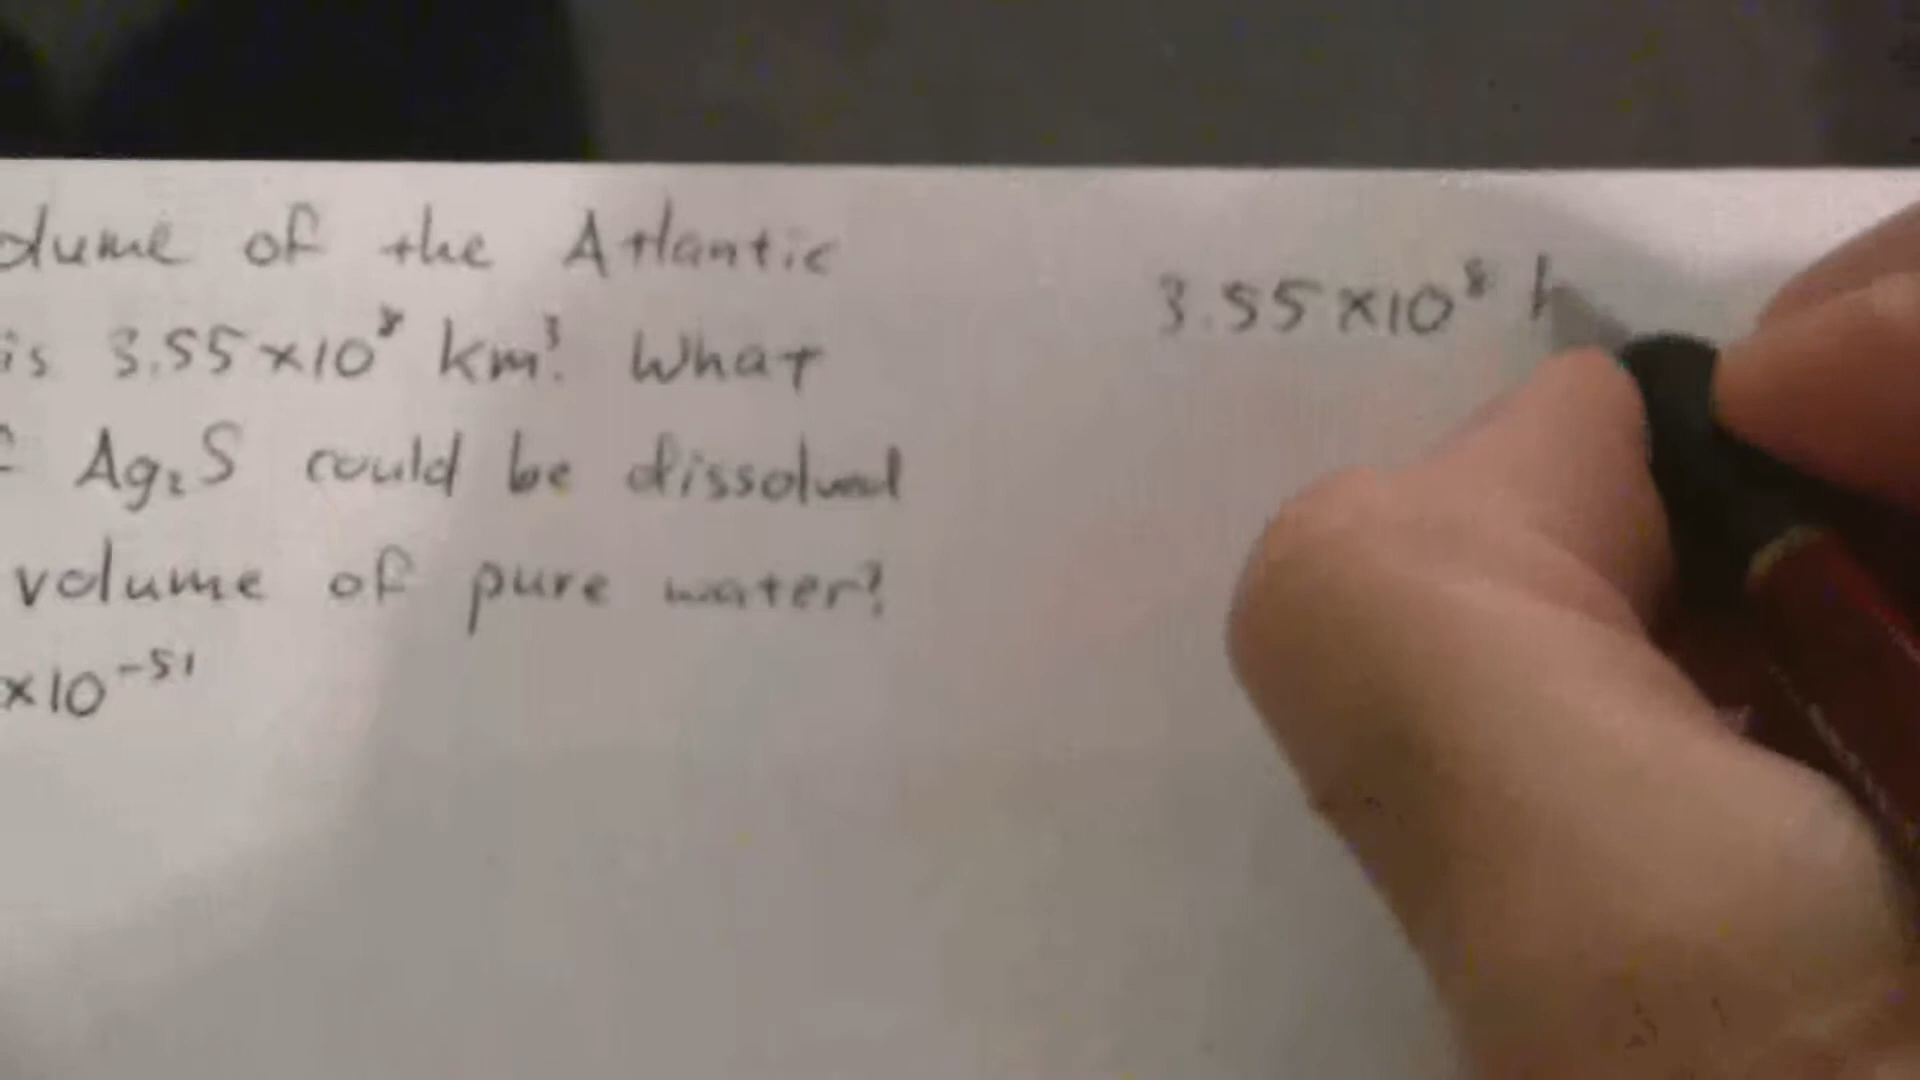 olume of the Atlantic
is 3.55×10⁸ km³. What
Ag₂S could be dissolved
volume of pure water?
×10⁻⁵¹
3.55×10⁸ k